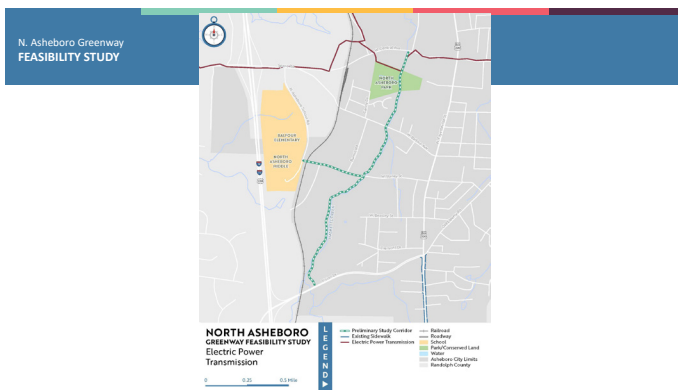 N. Asheboro Greenway
FEASIBILITY STUDY
NORTH
ASHEBORO
PARK
BALFOUR
ELEMENTARY
NORTH
ASHEBORO
MIDDLE
NORTH ASHEBORO
GREENWAY FEASIBILITY STUDY
Electric Power
Transmission
0 0.25 0.5 Mile
LEGEND
Preliminary Study Corridor
Existing Sidewalk
Electric Power Transmission
Railroad
Roadway
School
Park/Conserved Land
Water
Asheboro City Limits
Randolph County